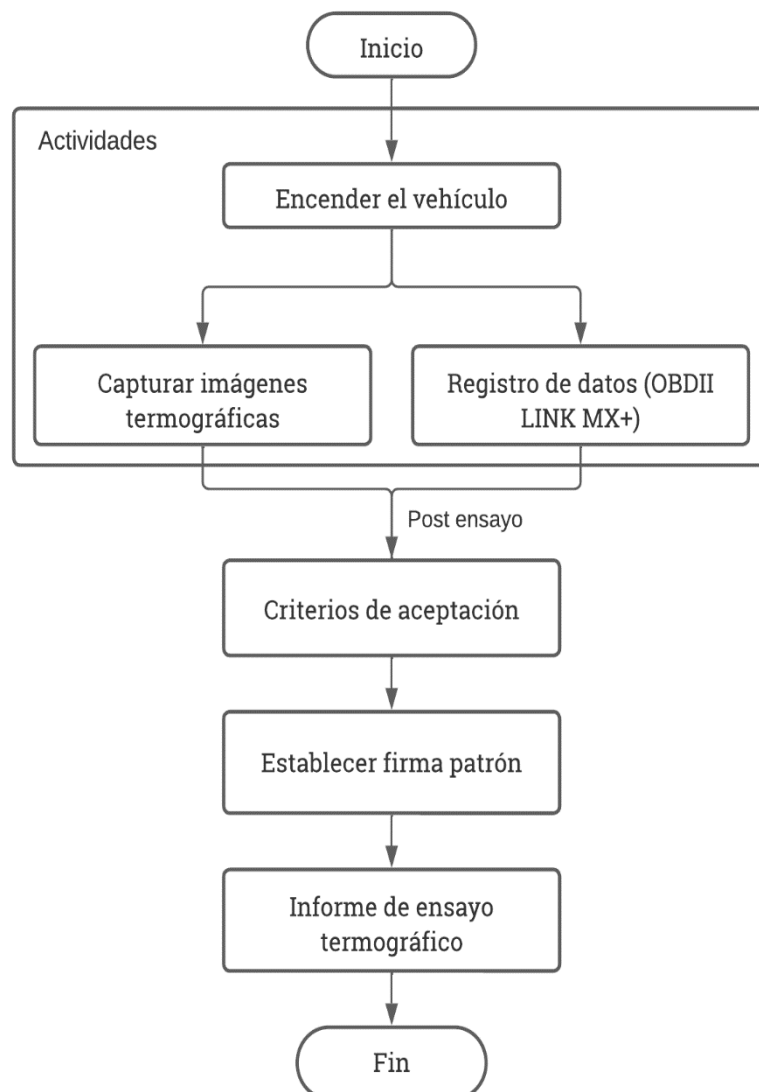 Inicio
Actividades
Encender el vehículo
Capturar imágenes
termográficas
Registro de datos (OBDII
LINK MX+)
Post ensayo
Criterios de aceptación
Establecer firma patrón
Informe de ensayo
termográfico
Fin